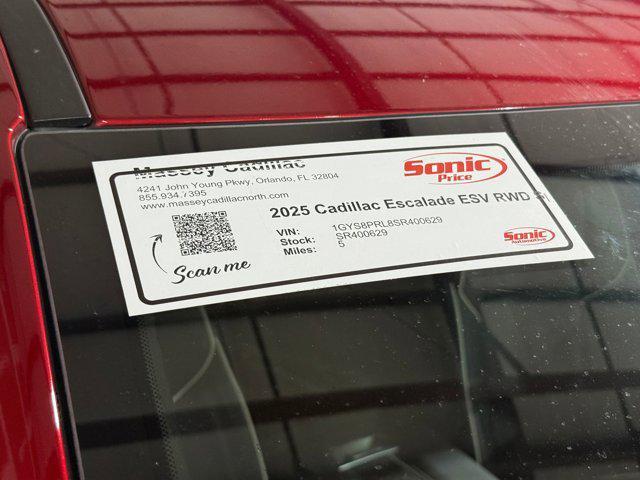 Massey Cadillac
4241 John Young Pkwy, Orlando, FL 32804
855.934.7395
www.masseycadillacnorth.com
Sonic
Price
2025 Cadillac Escalade ESV RWD
VIN: 1GYS8PRL8SR400629
Stock: SR400629
Miles: 5
Scan me
Sonic
Automotive